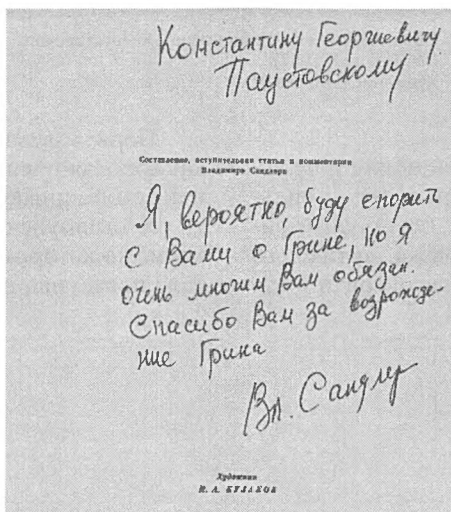 Константину Георгиевичу
Паустовскому
Составление, вступительная статья и комментарии
Владимира Сандлера
Я, вероятно, буду спорить
с Вами о Грине, но я
очень многим Вам обязан.
Спасибо Вам за возрожде-
ние Грина
Вл. Сандлер
Художник